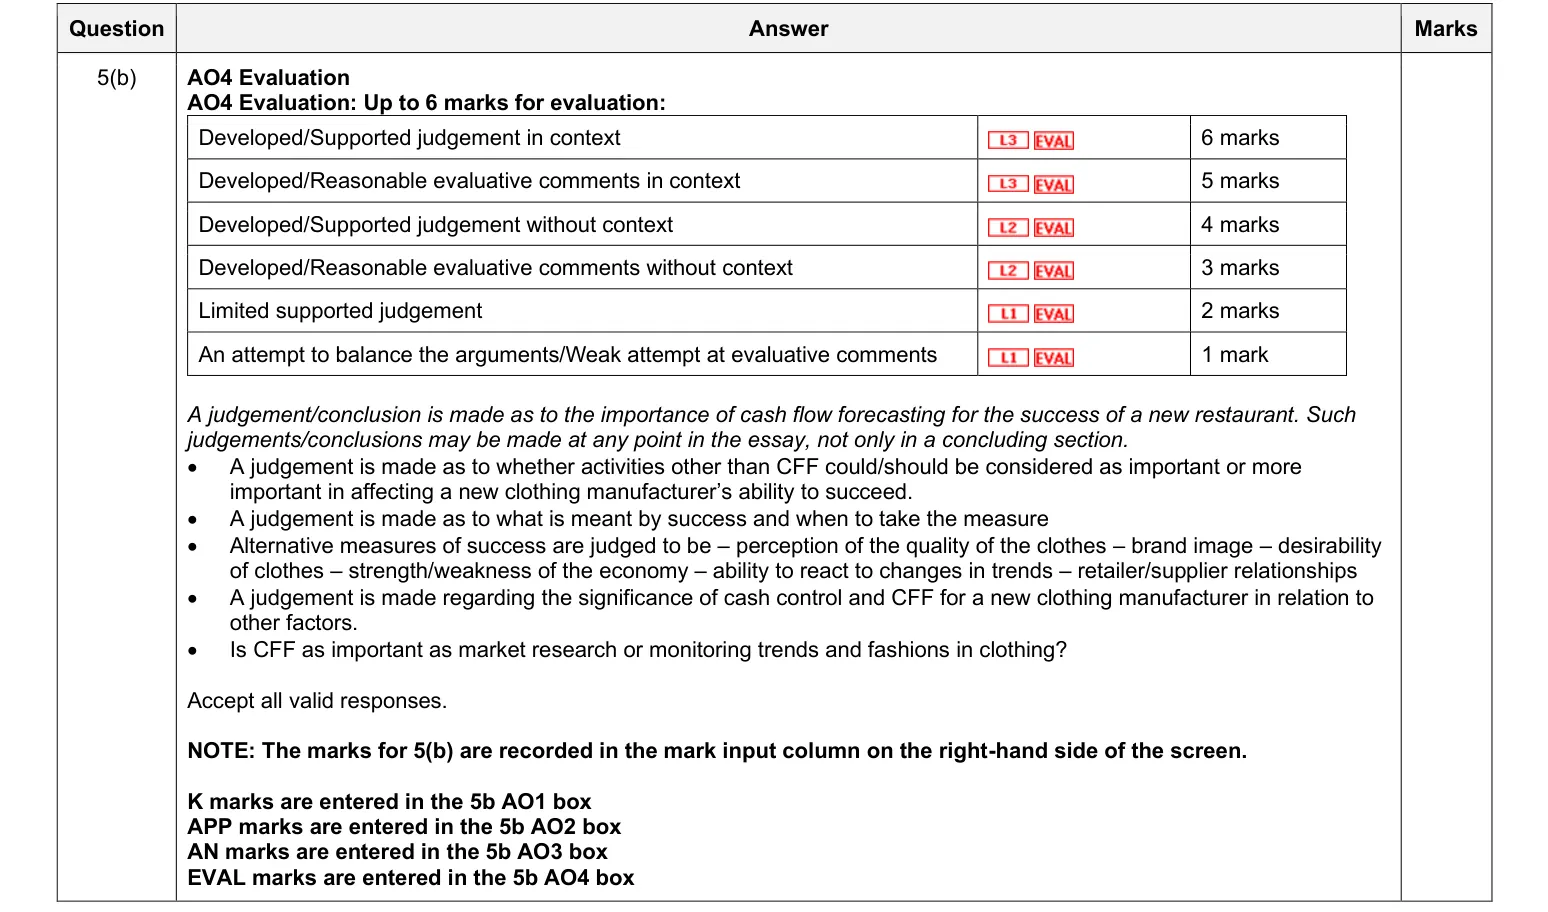 Question Answer Marks
5(b)
AO4 Evaluation
AO4 Evaluation: Up to 6 marks for evaluation:
Developed/Supported judgement in context L3 EVAL 6 marks
Developed/Reasonable evaluative comments in context L3 EVAL 5 marks
Developed/Supported judgement without context L2 EVAL 4 marks
Developed/Reasonable evaluative comments without context L2 EVAL 3 marks
Limited supported judgement L1 EVAL 2 marks
An attempt to balance the arguments/Weak attempt at evaluative comments L1 EVAL 1 mark
A judgement/conclusion is made as to the importance of cash flow forecasting for the success of a new restaurant. Such
judgements/conclusions may be made at any point in the essay, not only in a concluding section.
• A judgement is made as to whether activities other than CFF could/should be considered as important or more
important in affecting a new clothing manufacturer's ability to succeed.
• A judgement is made as to what is meant by success and when to take the measure
• Alternative measures of success are judged to be – perception of the quality of the clothes – brand image – desirability
of clothes – strength/weakness of the economy – ability to react to changes in trends – retailer/supplier relationships
• A judgement is made regarding the significance of cash control and CFF for a new clothing manufacturer in relation to
other factors.
• Is CFF as important as market research or monitoring trends and fashions in clothing?
Accept all valid responses.
NOTE: The marks for 5(b) are recorded in the mark input column on the right-hand side of the screen.
K marks are entered in the 5b AO1 box
APP marks are entered in the 5b AO2 box
AN marks are entered in the 5b AO3 box
EVAL marks are entered in the 5b AO4 box